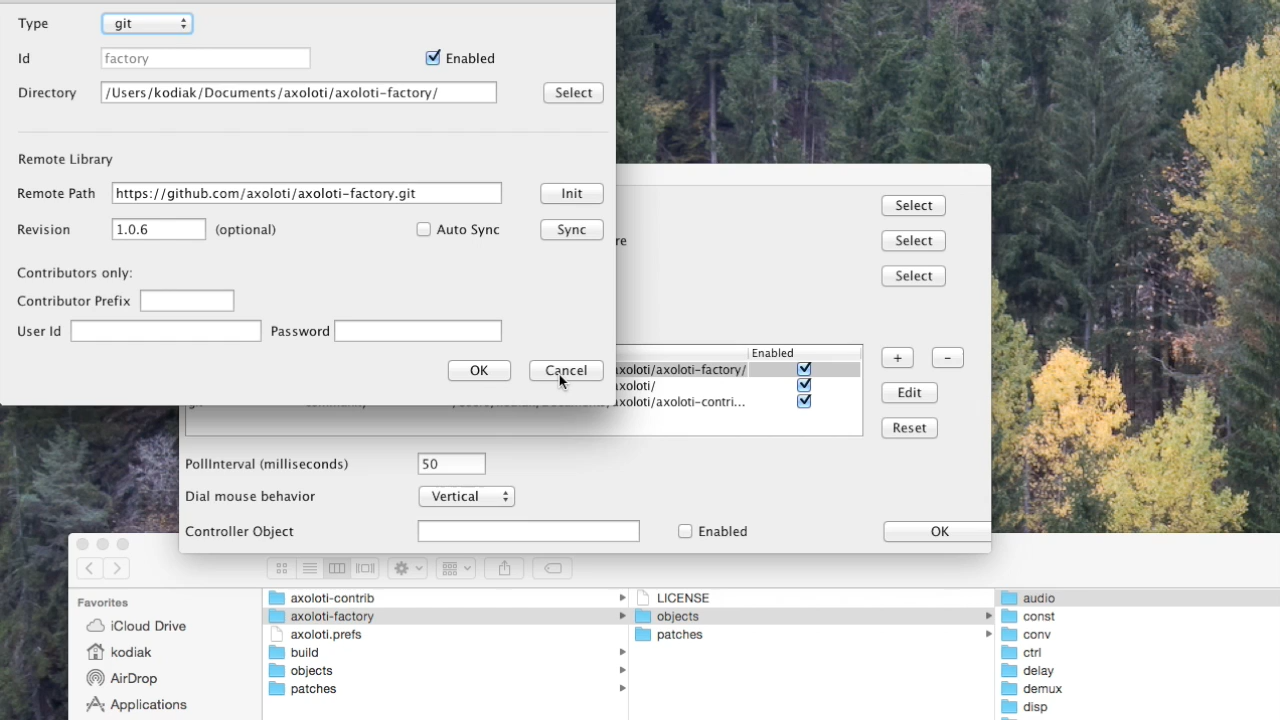 Type git
Id factory Enabled
Directory /Users/kodiak/Documents/axoloti/axoloti-factory/ Select
Remote Library
Remote Path https://github.com/axoloti/axoloti-factory.git Init
Revision 1.0.6 (optional) Auto Sync Sync
Contributors only:
Contributor Prefix
User Id Password
OK Cancel
Select
re Select
Select
Enabled
axoloti/axoloti-factory/ + -
axoloti/
axoloti/axoloti-contri...
Edit
Reset
PollInterval (milliseconds) 50
Dial mouse behavior Vertical
Controller Object Enabled OK
Favorites
iCloud Drive
kodiak
AirDrop
Applications
axoloti-contrib
axoloti-factory
axoloti.prefs
build
objects
patches
LICENSE
objects
patches
audio
const
conv
ctrl
delay
demux
disp